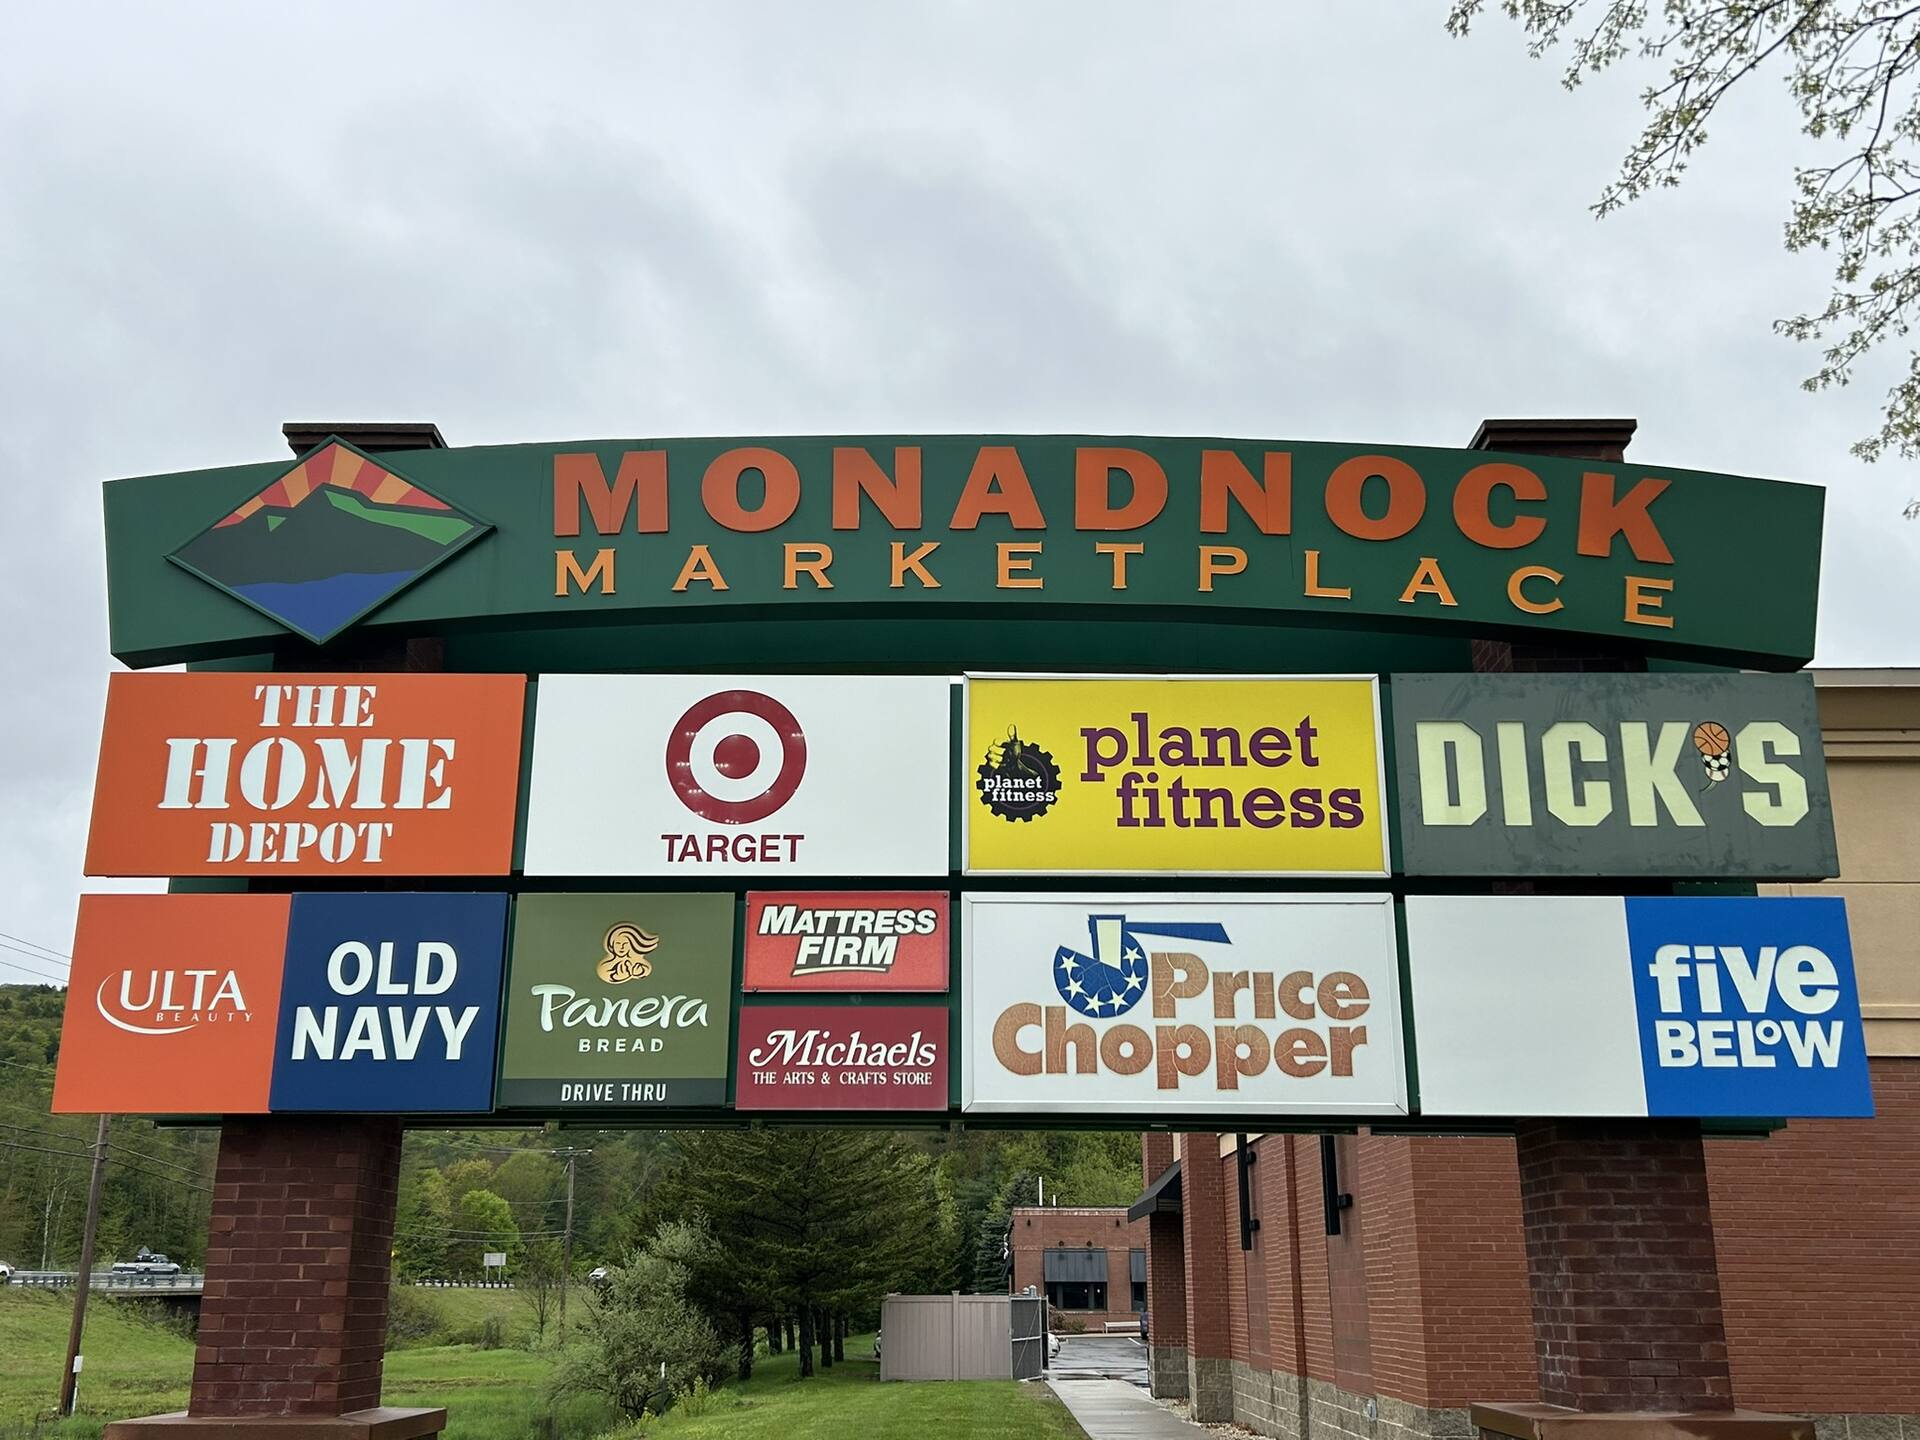 MONADNOCK
MARKETPLACE
THE
HOME
DEPOT
TARGET
planet
fitness
planet
fitness
DICK'S
ULTA
BEAUTY
OLD
NAVY
Panera
BREAD
DRIVE THRU
MATTRESS
FIRM
Michaels
THE ARTS & CRAFTS STORE
Price
Chopper
five
BELOW